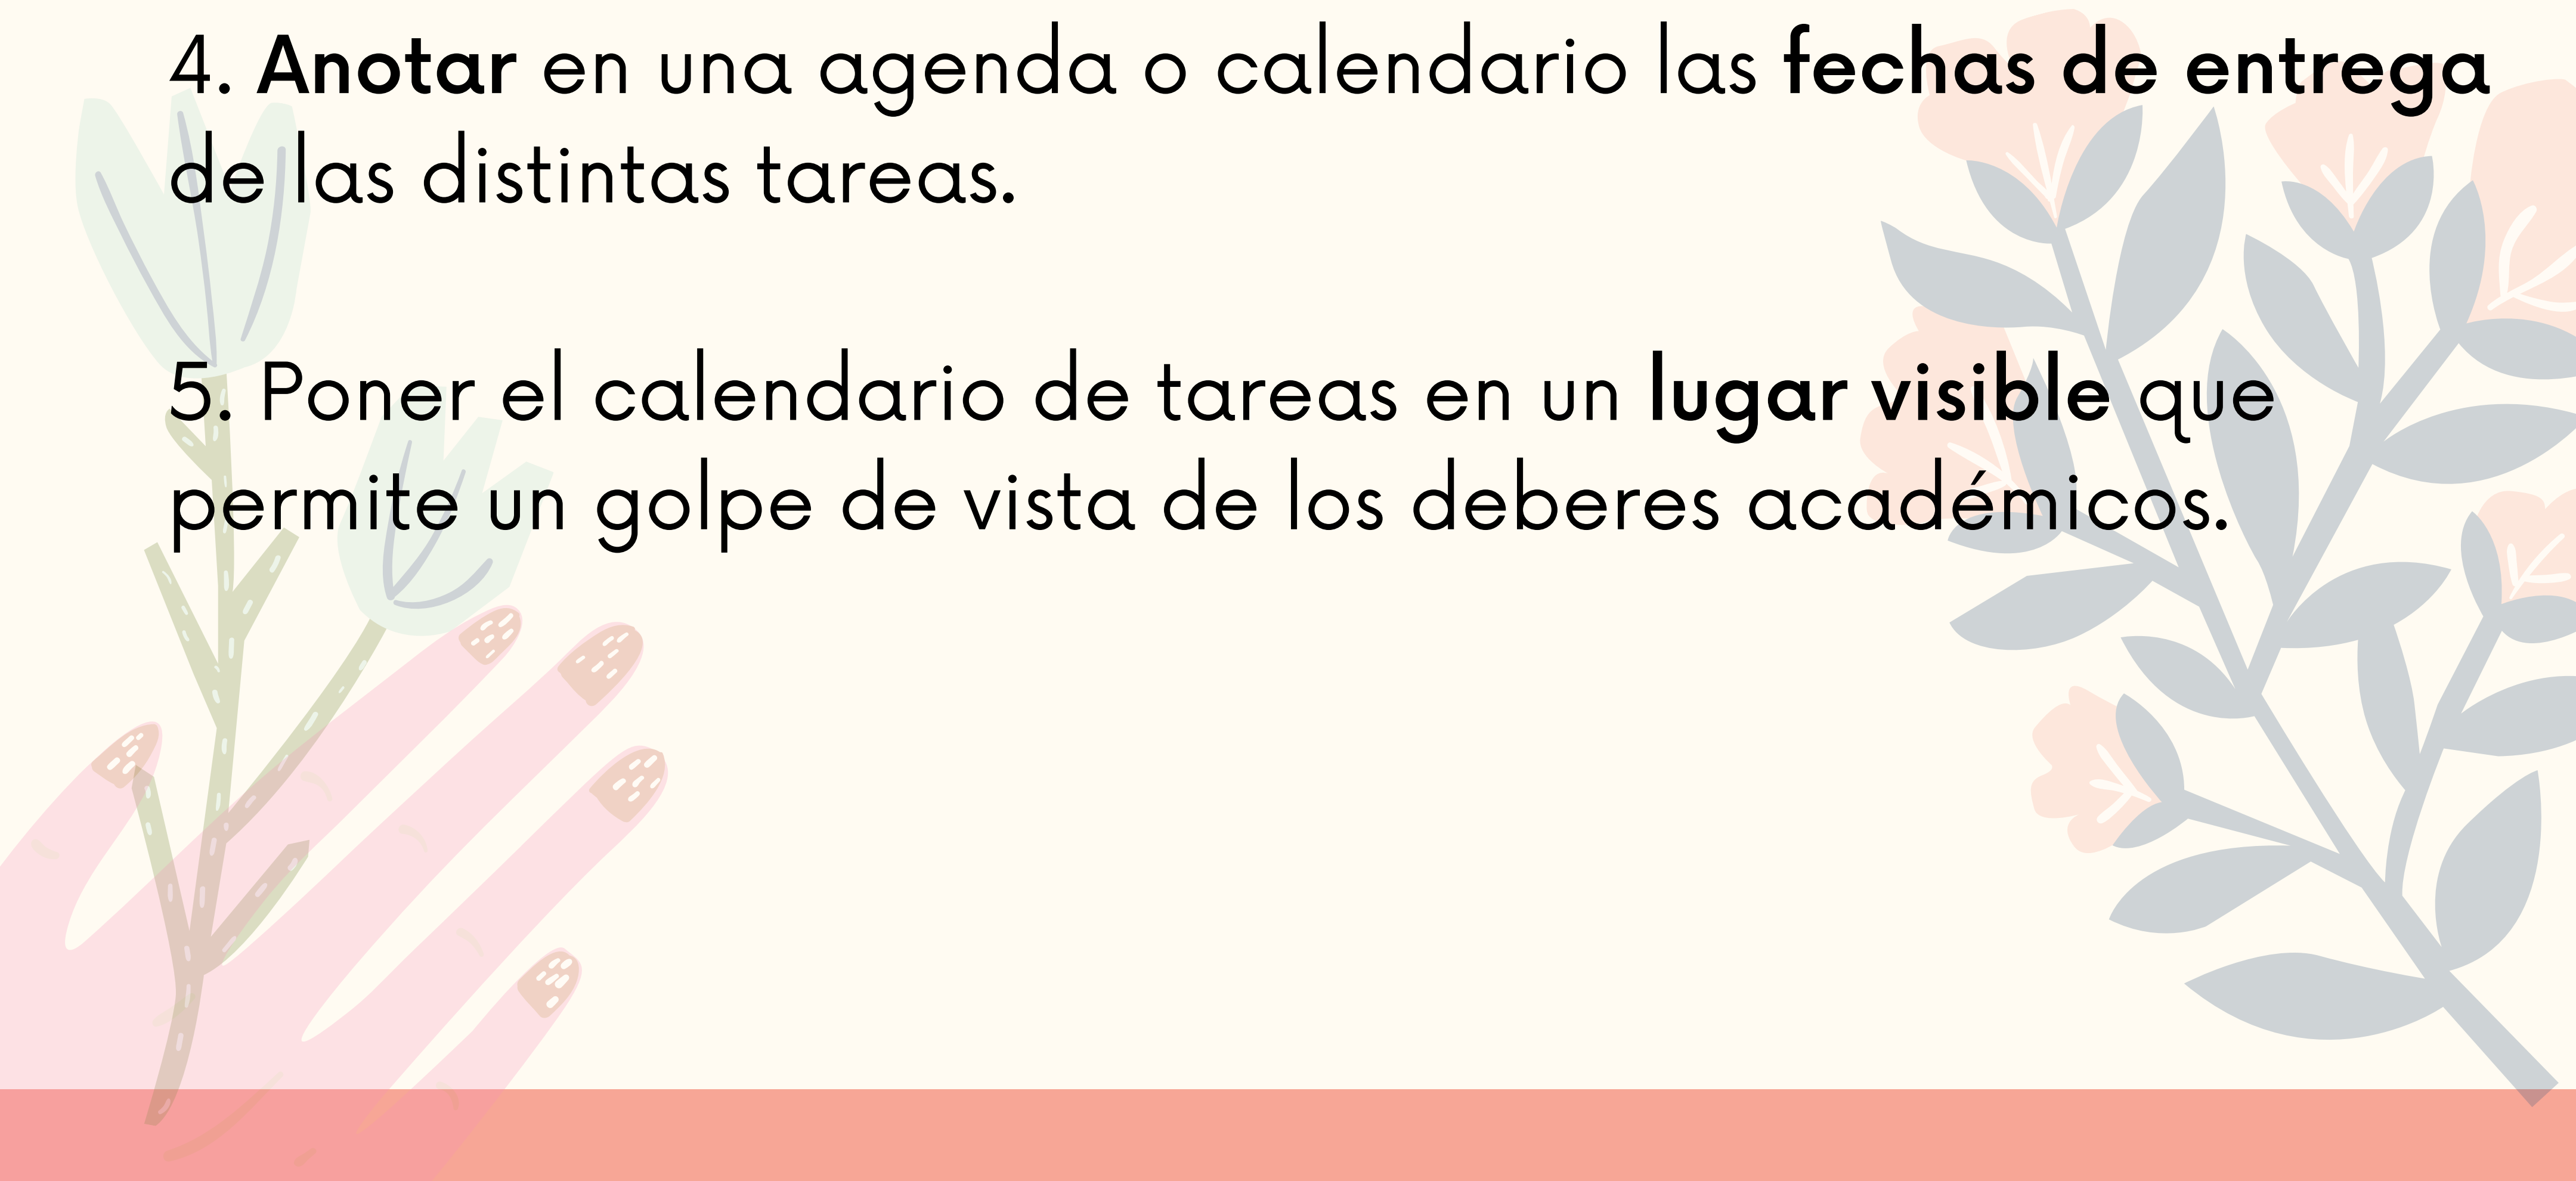 4. Anotar en una agenda o calendario las fechas de entrega
de las distintas tareas.
5. Poner el calendario de tareas en un lugar visible que
permite un golpe de vista de los deberes académicos.